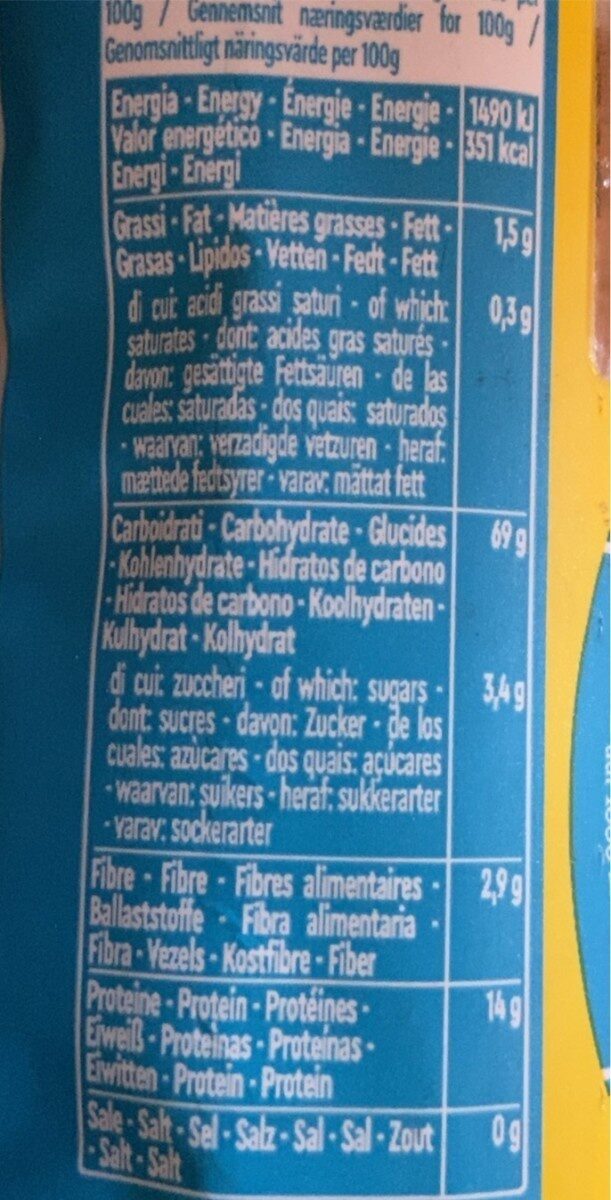 100g / Gennemsnit næringsværdier for 100g /
Genomsnittligt näringsvärde per 100g
Energia - Energy - Énergie - Energie - 1490 kJ
Valor energético - Energia - Energie - 351 kcal
Energi - Energi
Grassi - Fat - Matières grasses - Fett - 1,5 g
Grasas - Lipidos - Vetten - Fedt - Fett
di cui: acidi grassi saturi - of which: 0,3 g
saturates - dont: acides gras saturés -
davon: gesättigte Fettsäuren - de las
cuales: saturadas - dos quais: saturados
- waarvan: verzadigde vetzuren - heraf:
mættede fedtsyrer - varav: mättat fett
Carboidrati - Carbohydrate - Glucides 69 g
- Kohlenhydrate - Hidratos de carbono
- Hidratos de carbono - Koolhydraten -
Kulhydrat - Kolhydrat
di cui: zuccheri - of which: sugars - 3,4 g
dont: sucres - davon: Zucker - de los
cuales: azùcares - dos quais: açúcares
- waarvan: suikers - heraf: sukkerarter
- varav: sockerarter
Fibre - Fibre - Fibres alimentaires - 2,9 g
Ballaststoffe - Fibra alimentaria -
Fibra - Vezels - Kostfibre - Fiber
Proteine - Protein - Protéines - 14 g
Eiweiß - Proteinas - Proteínas -
Eiwitten - Protein - Protein
Sale - Salt - Sel - Salz - Sal - Sal - Zout 0 g
- Salt - Salt